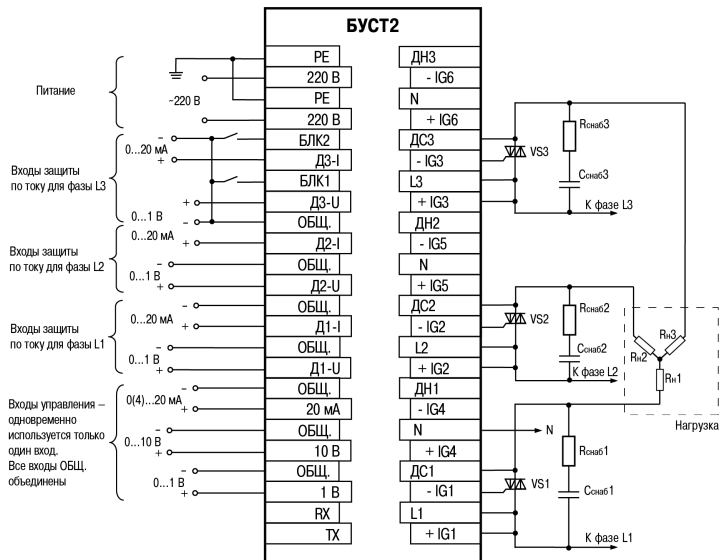 БУСТ2
PE
220 В
PE
220 В
БЛК2
Д3-I
БЛК1
Д3-U
ОБЩ.
Д2-I
ОБЩ.
Д2-U
ОБЩ.
Д1-I
ОБЩ.
Д1-U
ОБЩ.
20 мА
ОБЩ.
10 В
ОБЩ.
1 В
RX
TX
ДН3
- IG6
N
+ IG6
ДС3
- IG3
L3
+ IG3
ДН2
- IG5
N
+ IG5
ДС2
- IG2
L2
+ IG2
ДН1
- IG4
N
+ IG4
ДС1
- IG1
L1
+ IG1
Питание
~220 В
Входы защиты
по току для фазы L3
–
0...20 мА
+
+
0...1 В
–
Входы защиты
по току для фазы L2
0...20 мА
+
–
0...1 В
+
Входы защиты
по току для фазы L1
–
0...20 мА
+
–
0...1 В
+
Входы управления –
одновременно
используется только
один вход.
Все входы ОБЩ.
объединены
–
0(4)...20 мА
+
–
0...10 В
+
–
0...1 В
+
VS3
Rснаб3
Cснаб3
К фазе L3
VS2
Rснаб2
Cснаб2
К фазе L2
Rн2
Rн3
Rн1
Нагрузка
N
VS1
Rснаб1
Cснаб1
К фазе L1